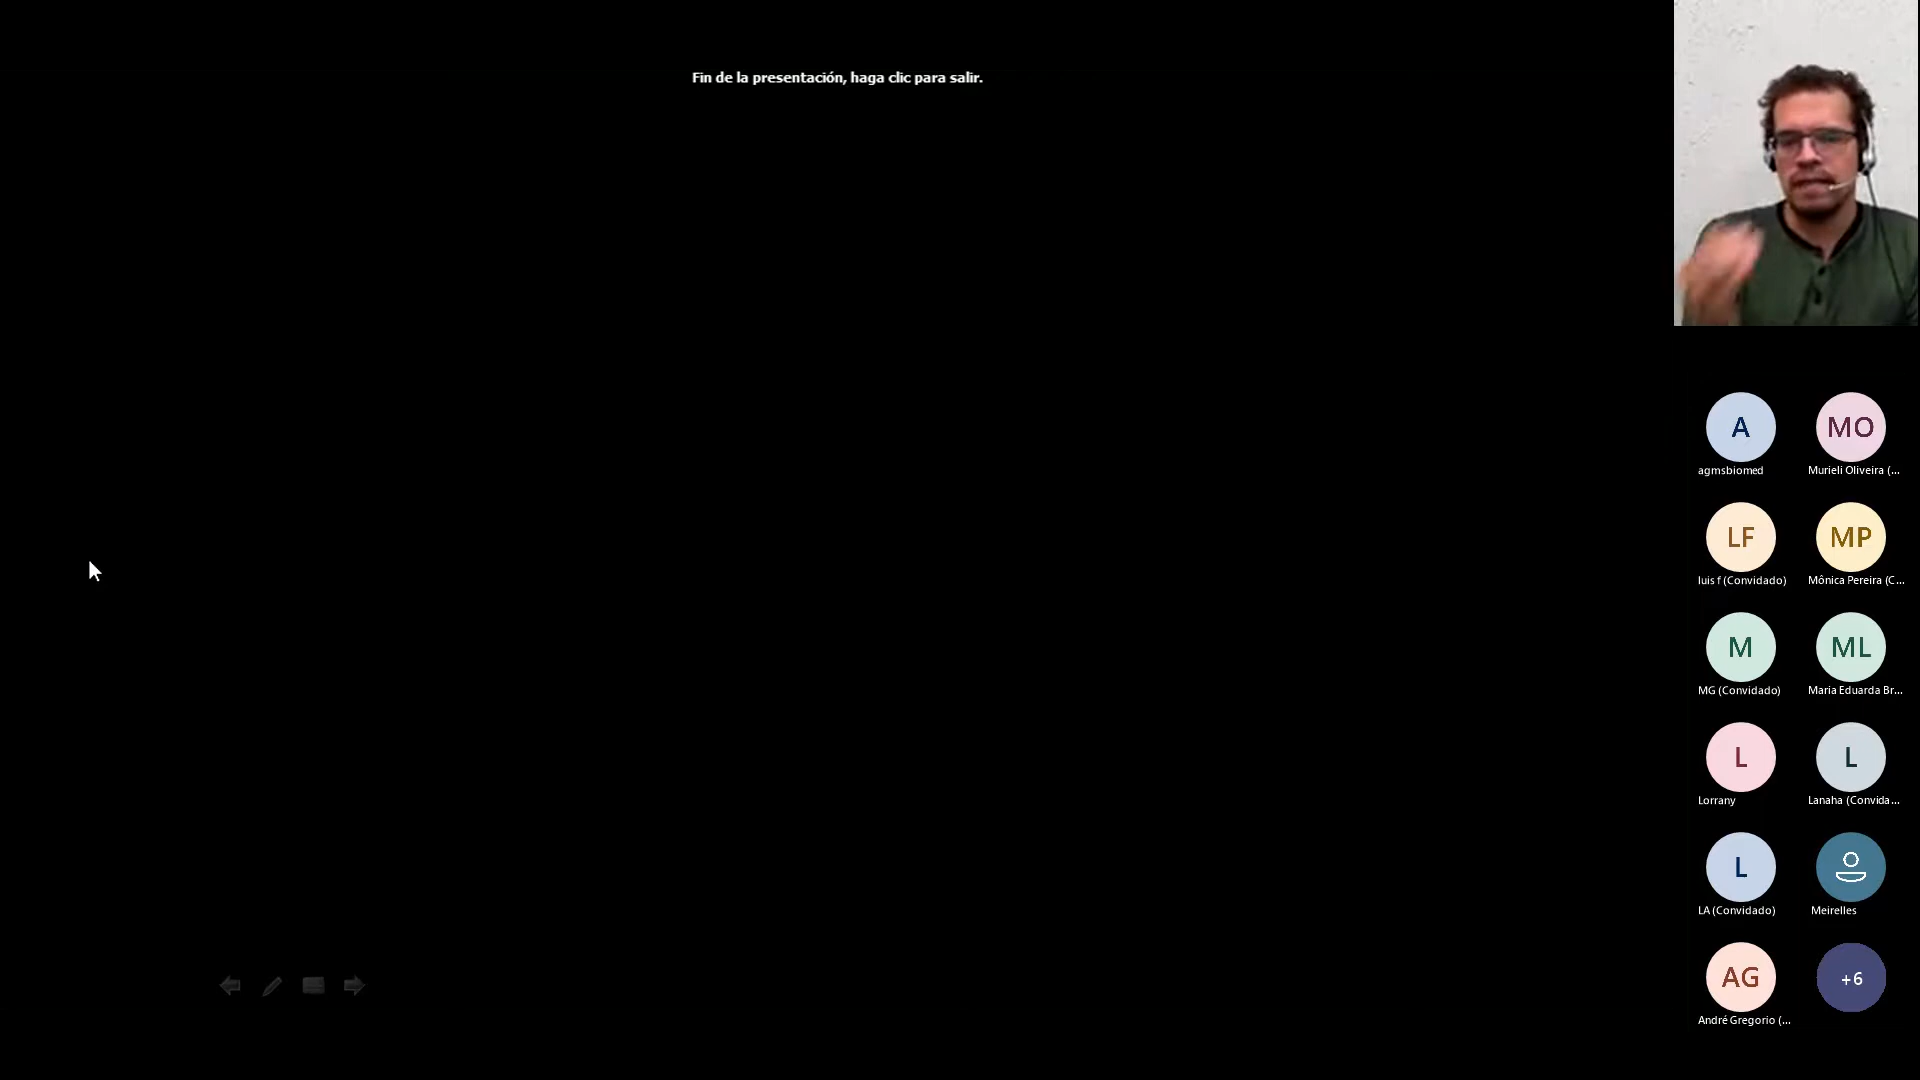 Fin de la presentación, haga clic para salir.
A
MO
agmsbiomed
Murieli Oliveira (...
LF
MP
luis f (Convidado)
Mônica Pereira (C...
M
ML
MG (Convidado)
Maria Eduarda Br...
L
L
Lorrany
Lanaha (Convida...
L
LA (Convidado)
Meirelles
AG
+6
André Gregorio (...